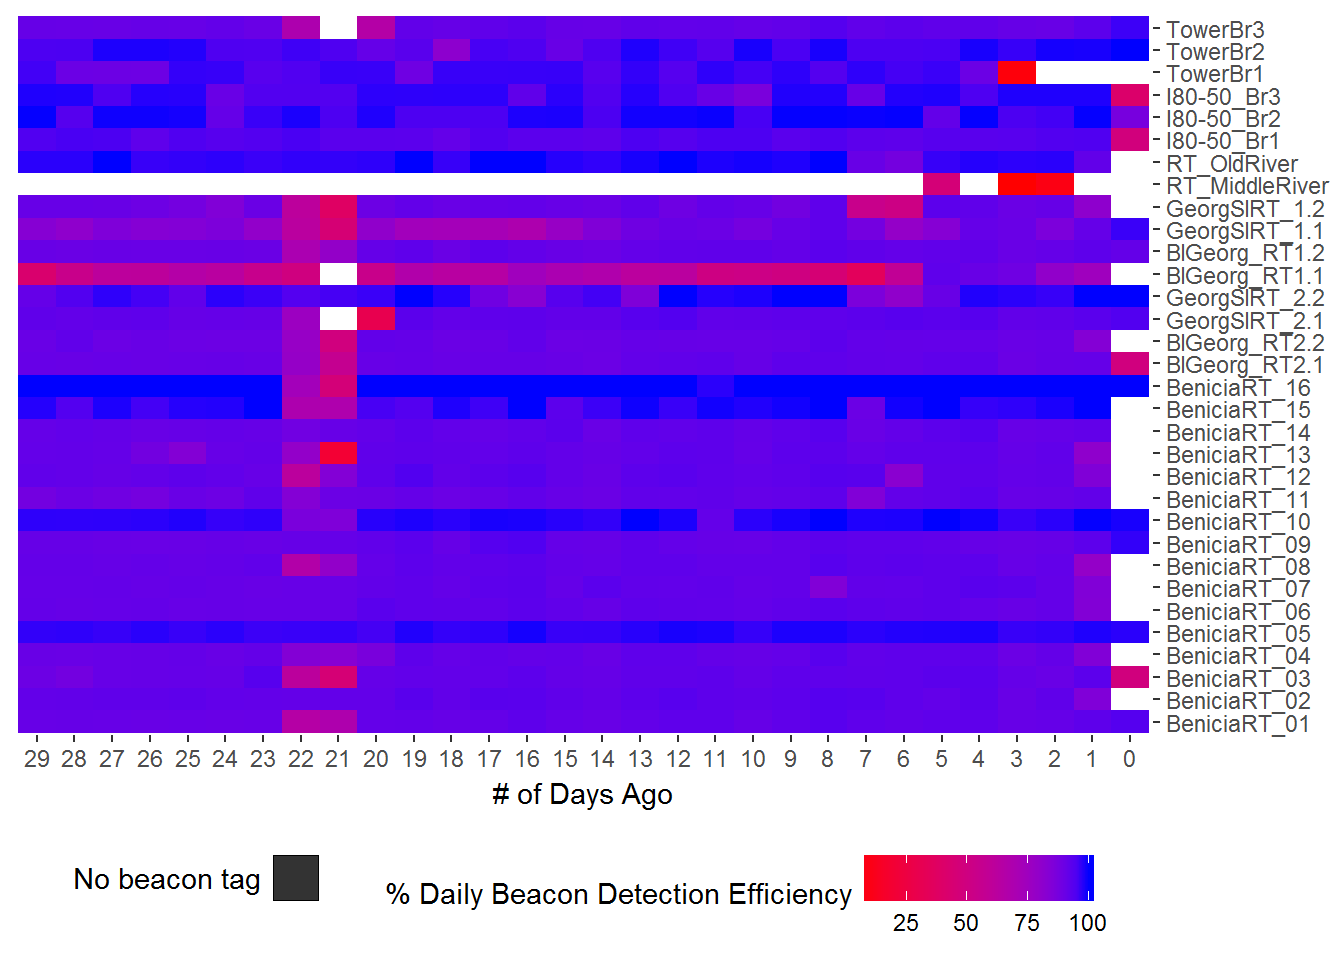 TowerBr3
TowerBr2
TowerBr1
I80-50_Br3
I80-50_Br2
I80-50_Br1
RT_OldRiver
RT_MiddleRiver
GeorgSlRT_1.2
GeorgSlRT_1.1
BlGeorg_RT1.2
BlGeorg_RT1.1
GeorgSlRT_2.2
GeorgSlRT_2.1
BlGeorg_RT2.2
BlGeorg_RT2.1
BeniciaRT_16
BeniciaRT_15
BeniciaRT_14
BeniciaRT_13
BeniciaRT_12
BeniciaRT_11
BeniciaRT_10
BeniciaRT_09
BeniciaRT_08
BeniciaRT_07
BeniciaRT_06
BeniciaRT_05
BeniciaRT_04
BeniciaRT_03
BeniciaRT_02
BeniciaRT_01
29 28 27 26 25 24 23 22 21 20 19 18 17 16 15 14 13 12 11 10 9 8 7 6 5 4 3 2 1 0
# of Days Ago
No beacon tag
% Daily Beacon Detection Efficiency
25 50 75 100